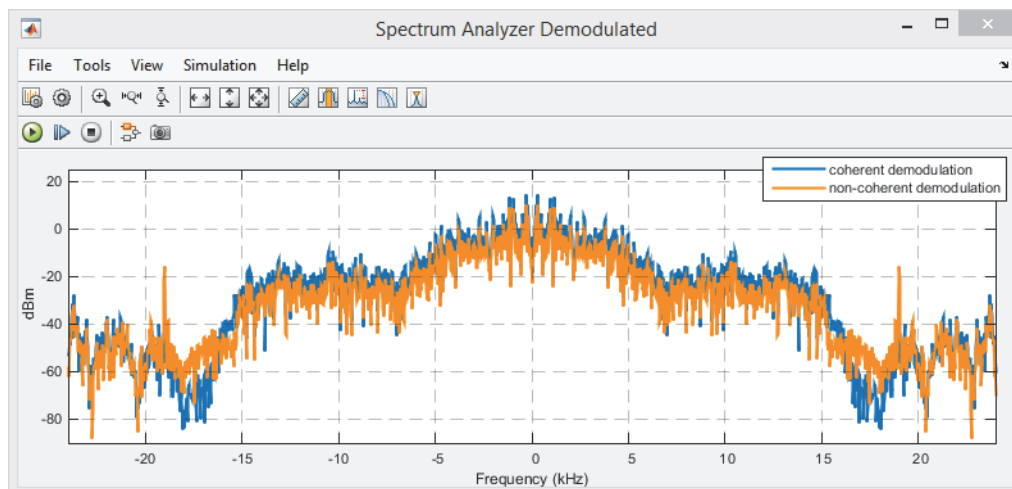 Spectrum Analyzer Demodulated
File Tools View Simulation Help
coherent demodulation
non-coherent demodulation
20
0
-20
-40
-60
-80
dBm
-20 -15 -10 -5 0 5 10 15 20
Frequency (kHz)